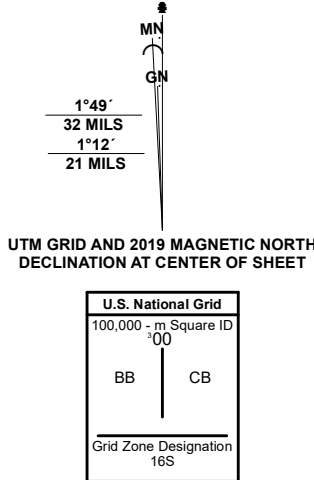 MN
GN
1°49´
32 MILS
1°12´
21 MILS
UTM GRID AND 2019 MAGNETIC NORTH
DECLINATION AT CENTER OF SHEET
U.S. National Grid
100,000 - m Square ID
³00
BB
CB
Grid Zone Designation
16S